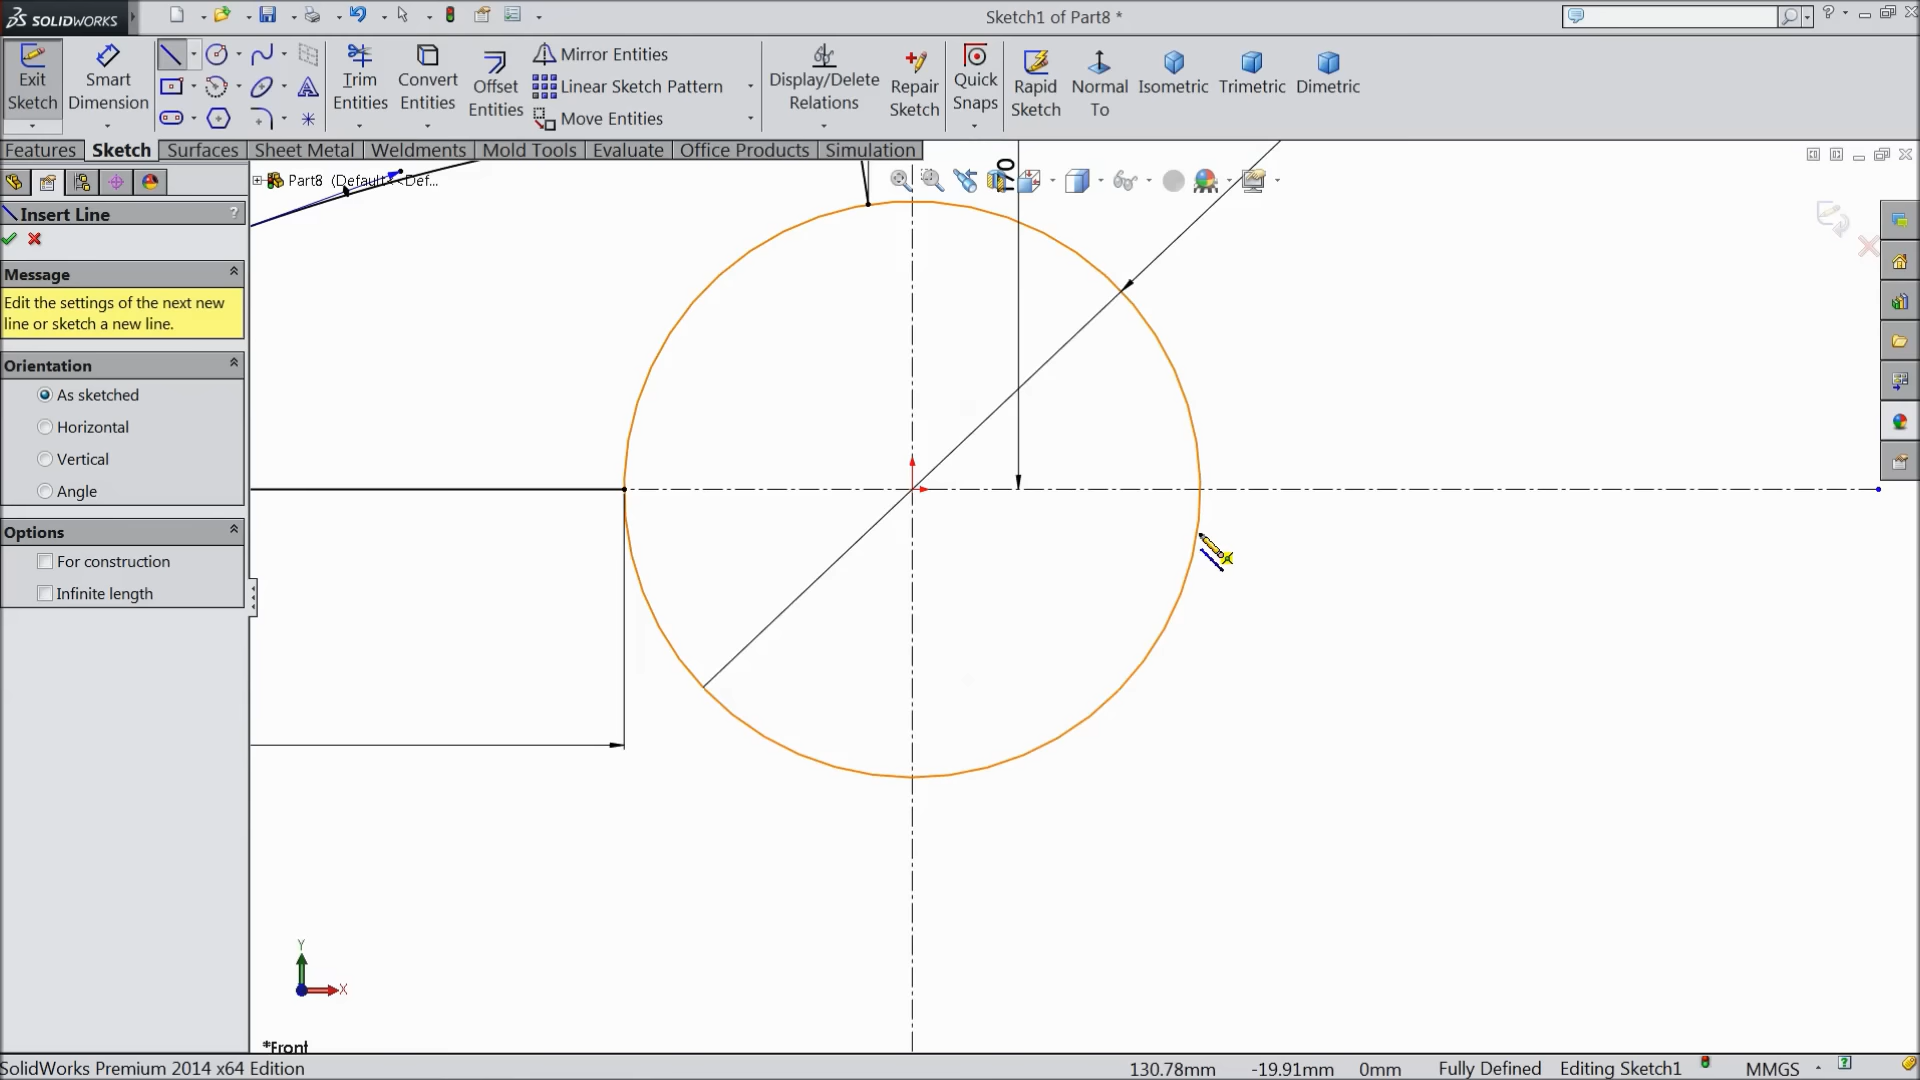 SOLIDWORKS
Sketch1 of Part8 *
Exit Sketch
Smart Dimension
Trim Entities
Convert Entities
Offset Entities
Mirror Entities
Linear Sketch Pattern
Move Entities
Display/Delete Relations
Repair Sketch
Quick Snaps
Rapid Sketch
Normal To
Isometric
Trimetric
Dimetric
Features
Sketch
Surfaces
Sheet Metal
Weldments
Mold Tools
Evaluate
Office Products
Simulation
Part8 (Default<<Def...
Insert Line
?
Message
Edit the settings of the next new
line or sketch a new line.
Orientation
As sketched
Horizontal
Vertical
Angle
Options
For construction
Infinite length
Y
X
*Front
SolidWorks Premium 2014 x64 Edition
130.78mm
-19.91mm
0mm
Fully Defined
Editing Sketch1
MMGS